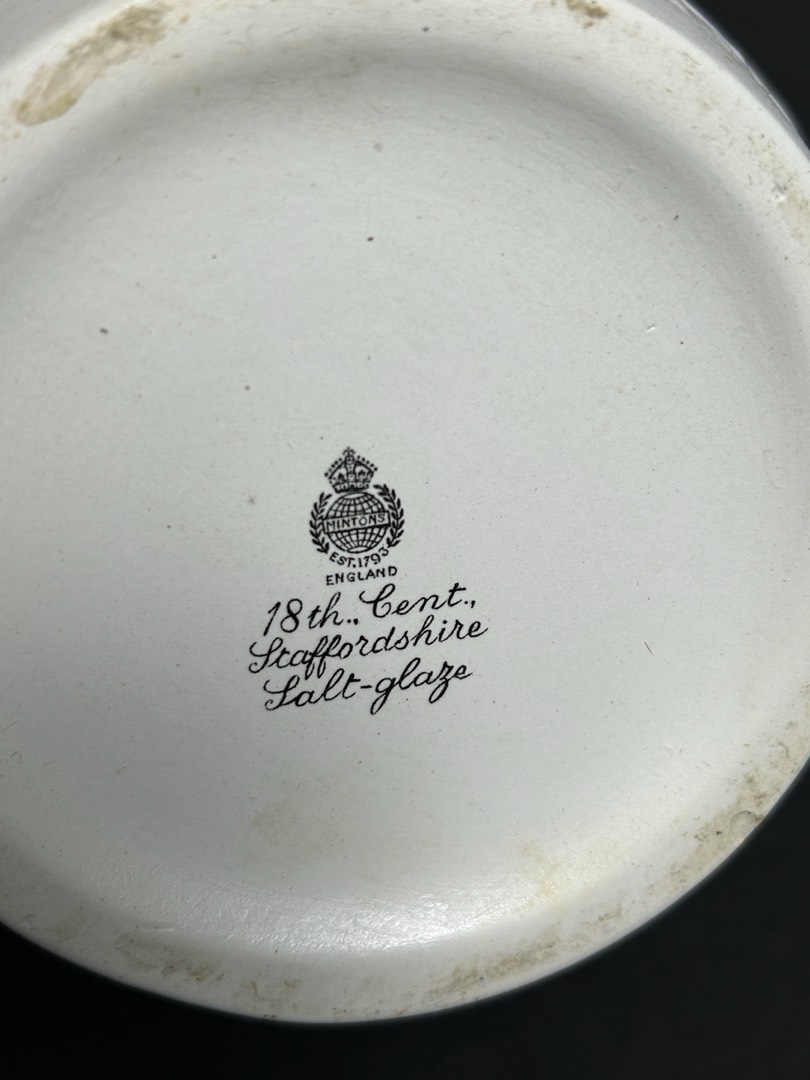 MINTONS
EST. 1793
ENGLAND
18th., Cent.,
Staffordshire
Salt-glaze